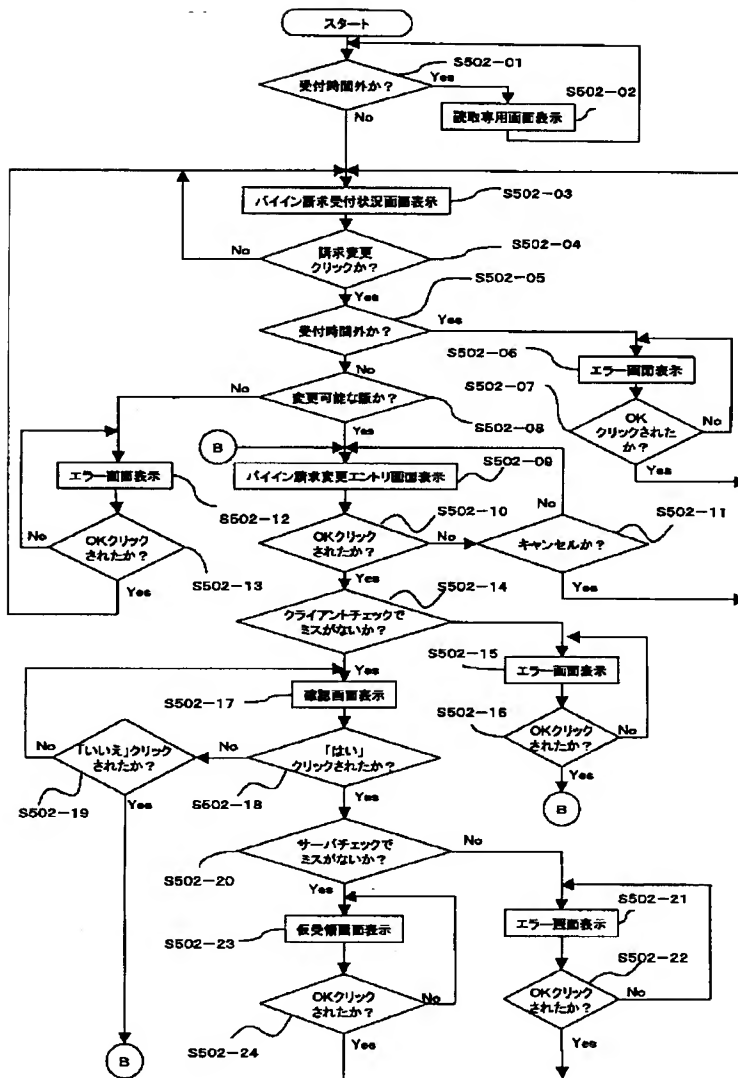 スタート
S502-01
受付時間外か？
Yes
S502-02
No
読取専用画面表示
バイイン請求受付状況画面表示
S502-03
No
請求変更
クリックか？
S502-04
Yes
S502-05
受付時間外か？
Yes
S502-06
エラー画面表示
No
No
変更可能な版か？
S502-07
OK
クリックされた
か？
No
S502-08
Yes
Yes
B
S502-09
エラー画面表示
バイイン請求変更エントリ画面表示
S502-12
S502-10
No
S502-11
No
OKクリック
されたか？
OKクリック
されたか？
No
キャンセルか？
S502-13
Yes
Yes
S502-14
Yes
クライアントチェックで
ミスがないか？
S502-15
エラー画面表示
Yes
S502-17
確認画面表示
S502-16
OKクリック
されたか？
No
No
「いいえ」クリック
されたか？
No
「はい」
クリックされたか？
Yes
S502-19
Yes
S502-18
Yes
B
サーバチェックで
ミスがないか？
No
S502-20
Yes
S502-21
S502-23
仮受領画面表示
エラー画面表示
S502-22
OKクリック
されたか？
No
OKクリック
されたか？
No
S502-24
Yes
Yes
B